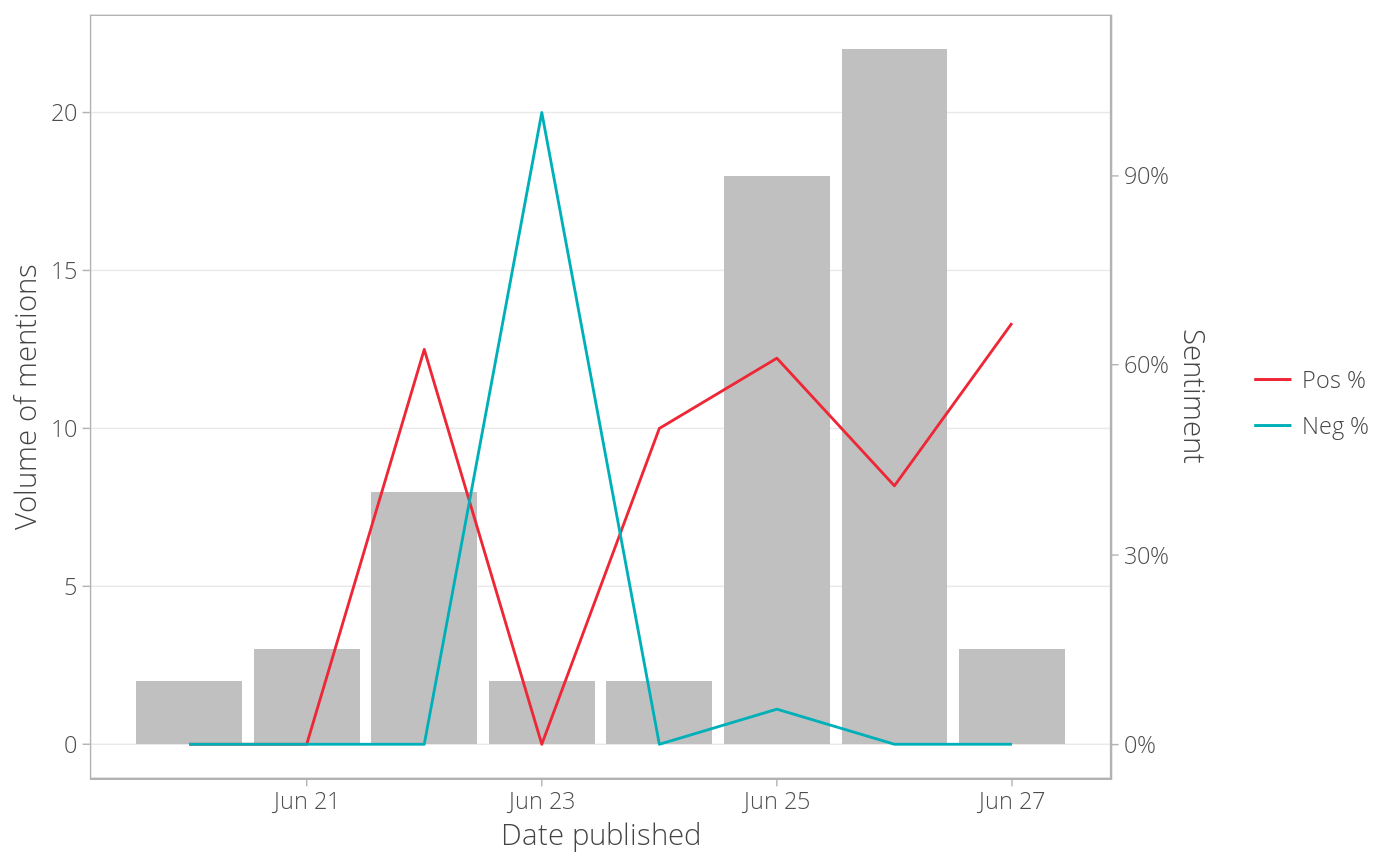 Volume of mentions
20
15
10
5
0
90%
60%
30%
0%
Sentiment
Pos %
Neg %
Jun 21
Jun 23
Jun 25
Jun 27
Date published